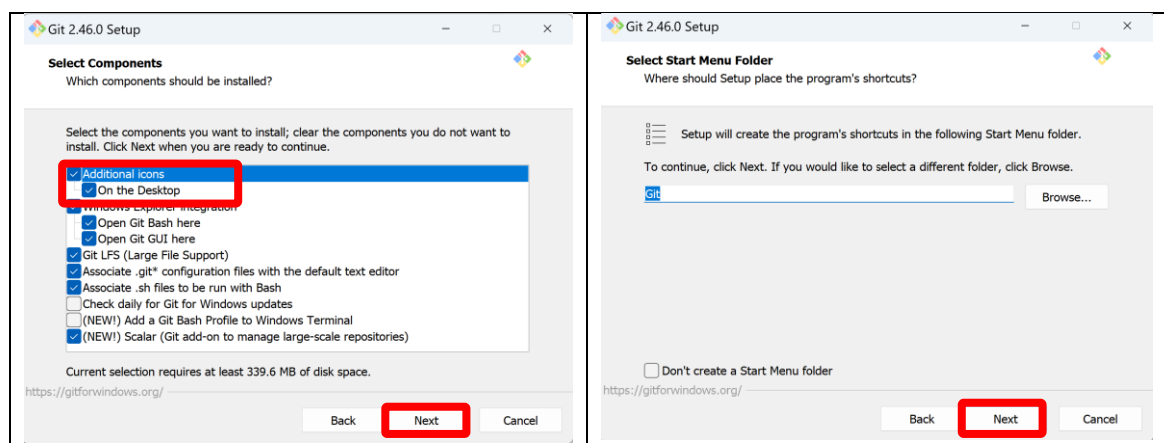 Git 2.46.0 Setup
Select Components
Which components should be installed?
Select the components you want to install; clear the components you do not want to
install. Click Next when you are ready to continue.
Additional icons
On the Desktop
Windows Explorer integration
Open Git Bash here
Open Git GUI here
Git LFS (Large File Support)
Associate .git* configuration files with the default text editor
Associate .sh files to be run with Bash
Check daily for Git for Windows updates
(NEW!) Add a Git Bash Profile to Windows Terminal
(NEW!) Scalar (Git add-on to manage large-scale repositories)
Current selection requires at least 339.6 MB of disk space.
https://gitforwindows.org/
Back Next Cancel
Git 2.46.0 Setup
Select Start Menu Folder
Where should Setup place the program's shortcuts?
Setup will create the program's shortcuts in the following Start Menu folder.
To continue, click Next. If you would like to select a different folder, click Browse.
Git
Browse...
Don't create a Start Menu folder
https://gitforwindows.org/
Back Next Cancel